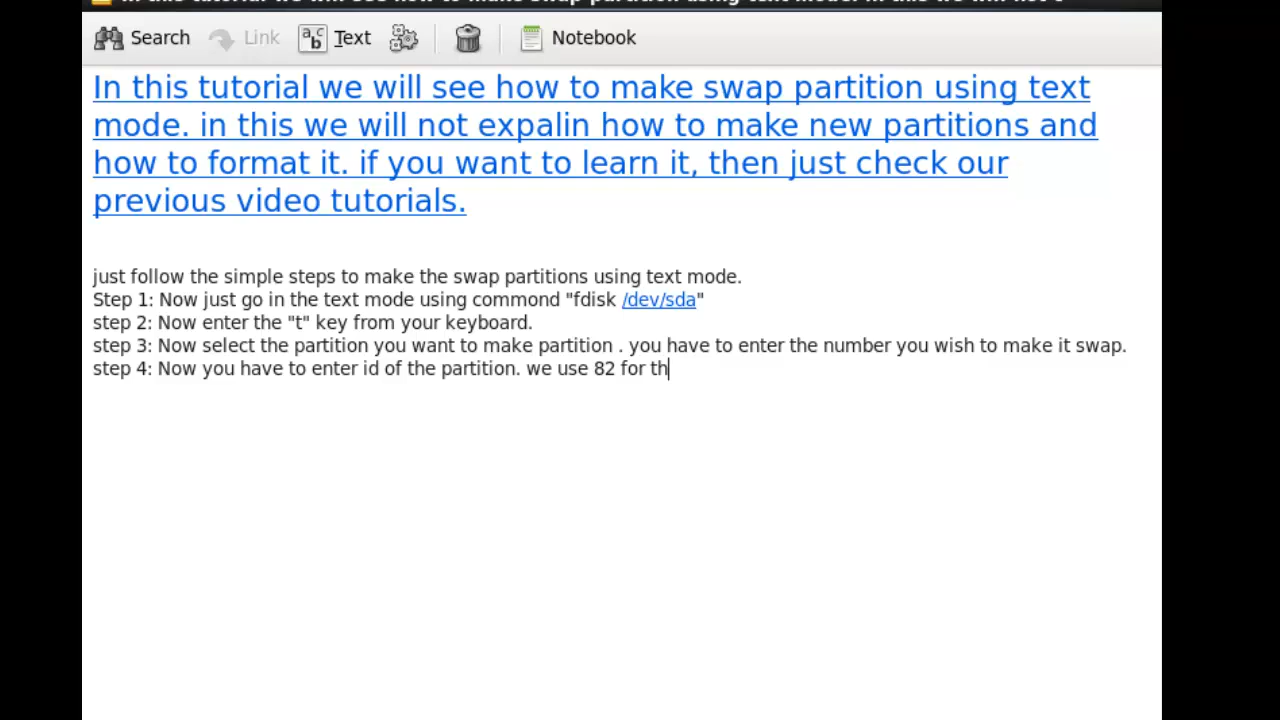 Search Link Text Notebook
In this tutorial we will see how to make swap partition using text
mode. in this we will not expalin how to make new partitions and
how to format it. if you want to learn it, then just check our
previous video tutorials.
just follow the simple steps to make the swap partitions using text mode.
Step 1: Now just go in the text mode using commond "fdisk /dev/sda"
step 2: Now enter the "t" key from your keyboard.
step 3: Now select the partition you want to make partition . you have to enter the number you wish to make it swap.
step 4: Now you have to enter id of the partition. we use 82 for th